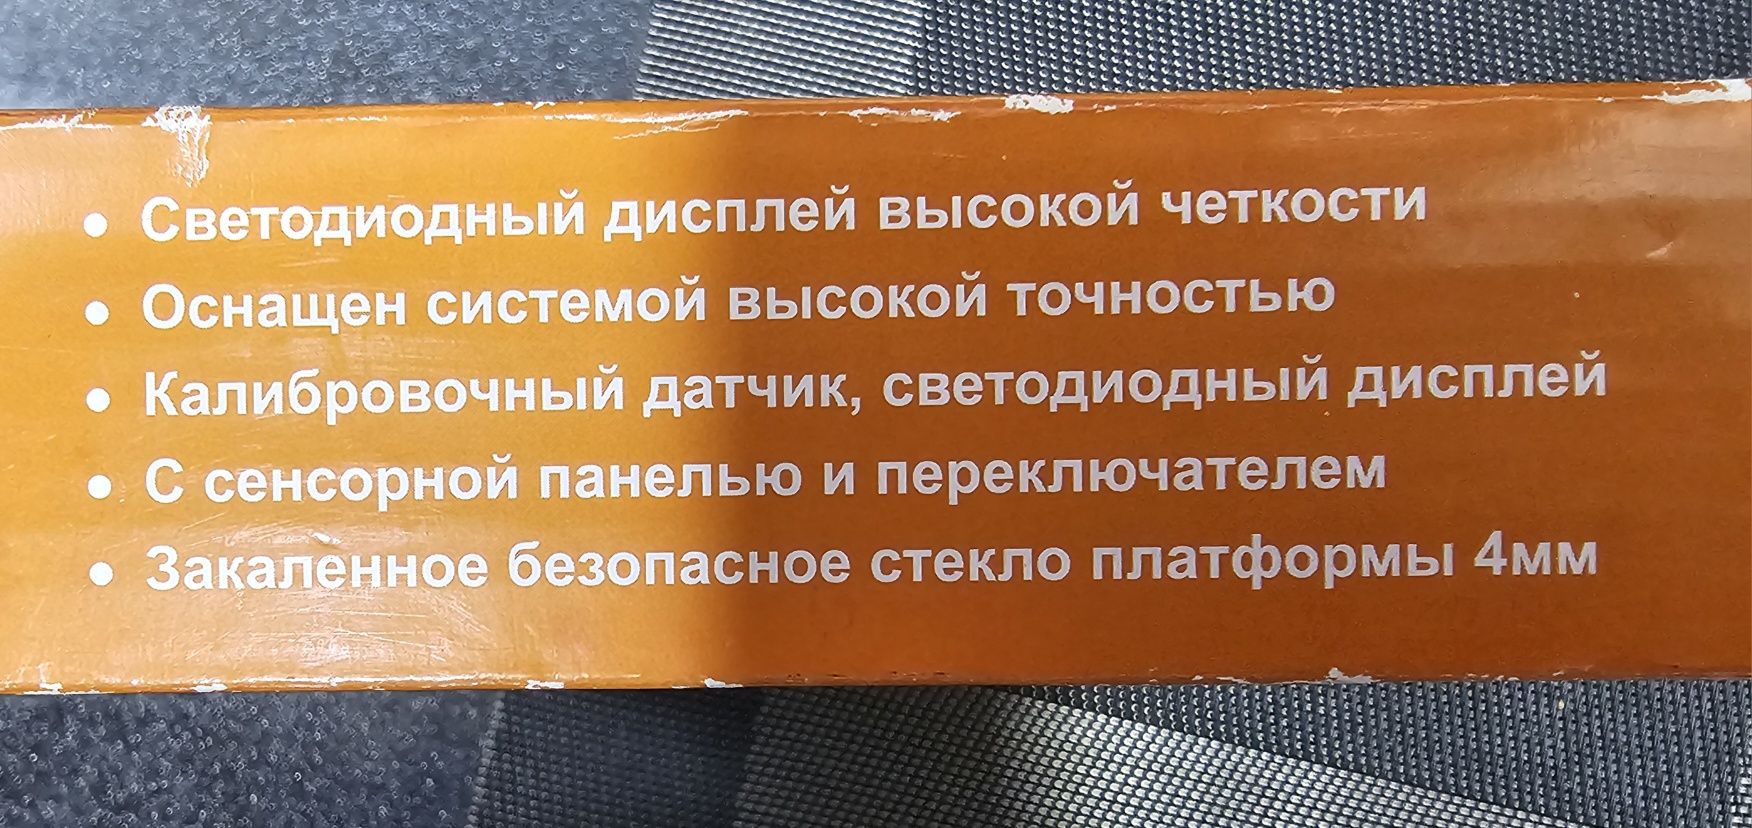 • Светодиодный дисплей высокой четкости
• Оснащен системой высокой точностью
• Калибровочный датчик, светодиодный дисплей
• С сенсорной панелью и переключателем
• Закаленное безопасное стекло платформы 4мм